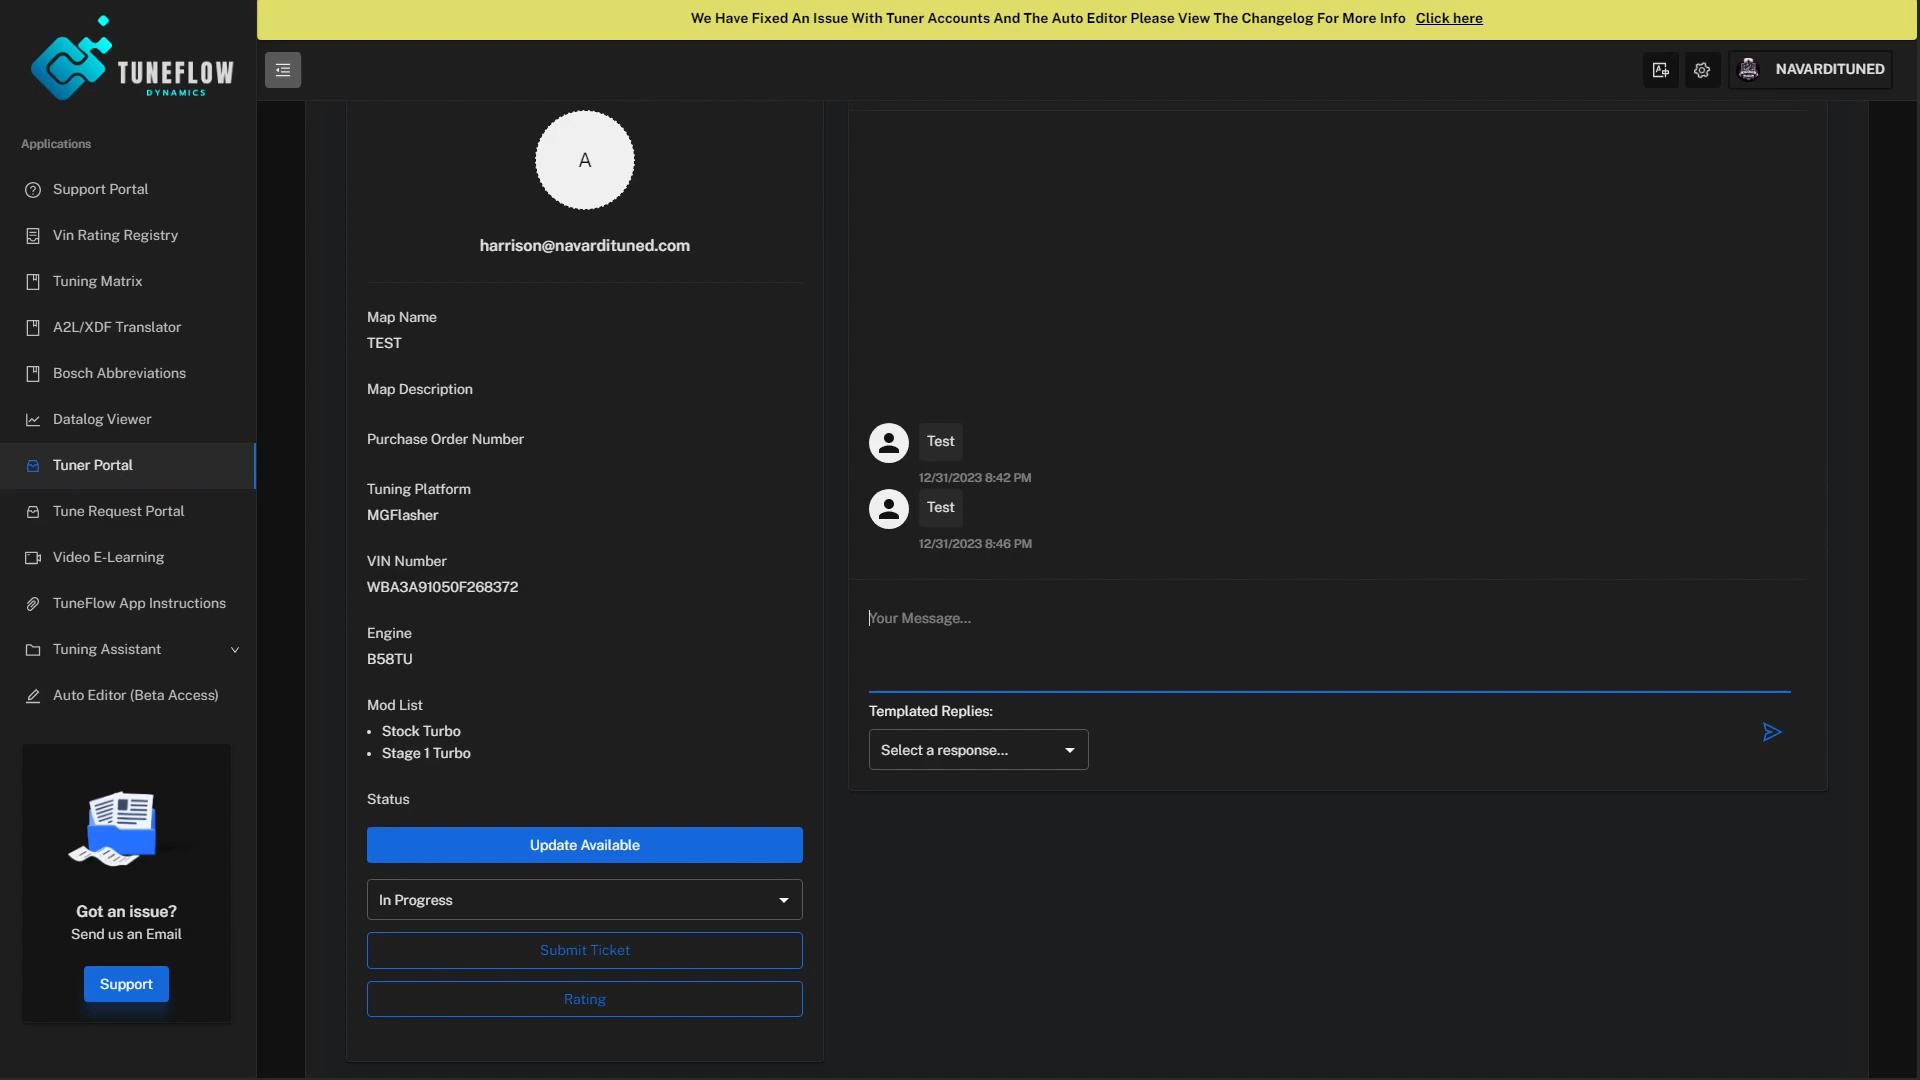 We Have Fixed An Issue With Tuner Accounts And The Auto Editor Please View The Changelog For More Info Click here
TUNEFLOW
DYNAMICS
NAVARDITUNED
Applications
Support Portal
Vin Rating Registry
Tuning Matrix
A2L/XDF Translator
Bosch Abbreviations
Datalog Viewer
Tuner Portal
Tune Request Portal
Video E-Learning
TuneFlow App Instructions
Tuning Assistant
Auto Editor (Beta Access)
Got an issue?
Send us an Email
Support
A
harrison@navardituned.com
Map Name
TEST
Map Description
Purchase Order Number
Tuning Platform
MGFlasher
VIN Number
WBA3A91050F268372
Engine
B58TU
Mod List
• Stock Turbo
• Stage 1 Turbo
Status
Update Available
In Progress
Submit Ticket
Rating
Test
12/31/2023 8:42 PM
Test
12/31/2023 8:46 PM
Your Message...
Templated Replies:
Select a response...